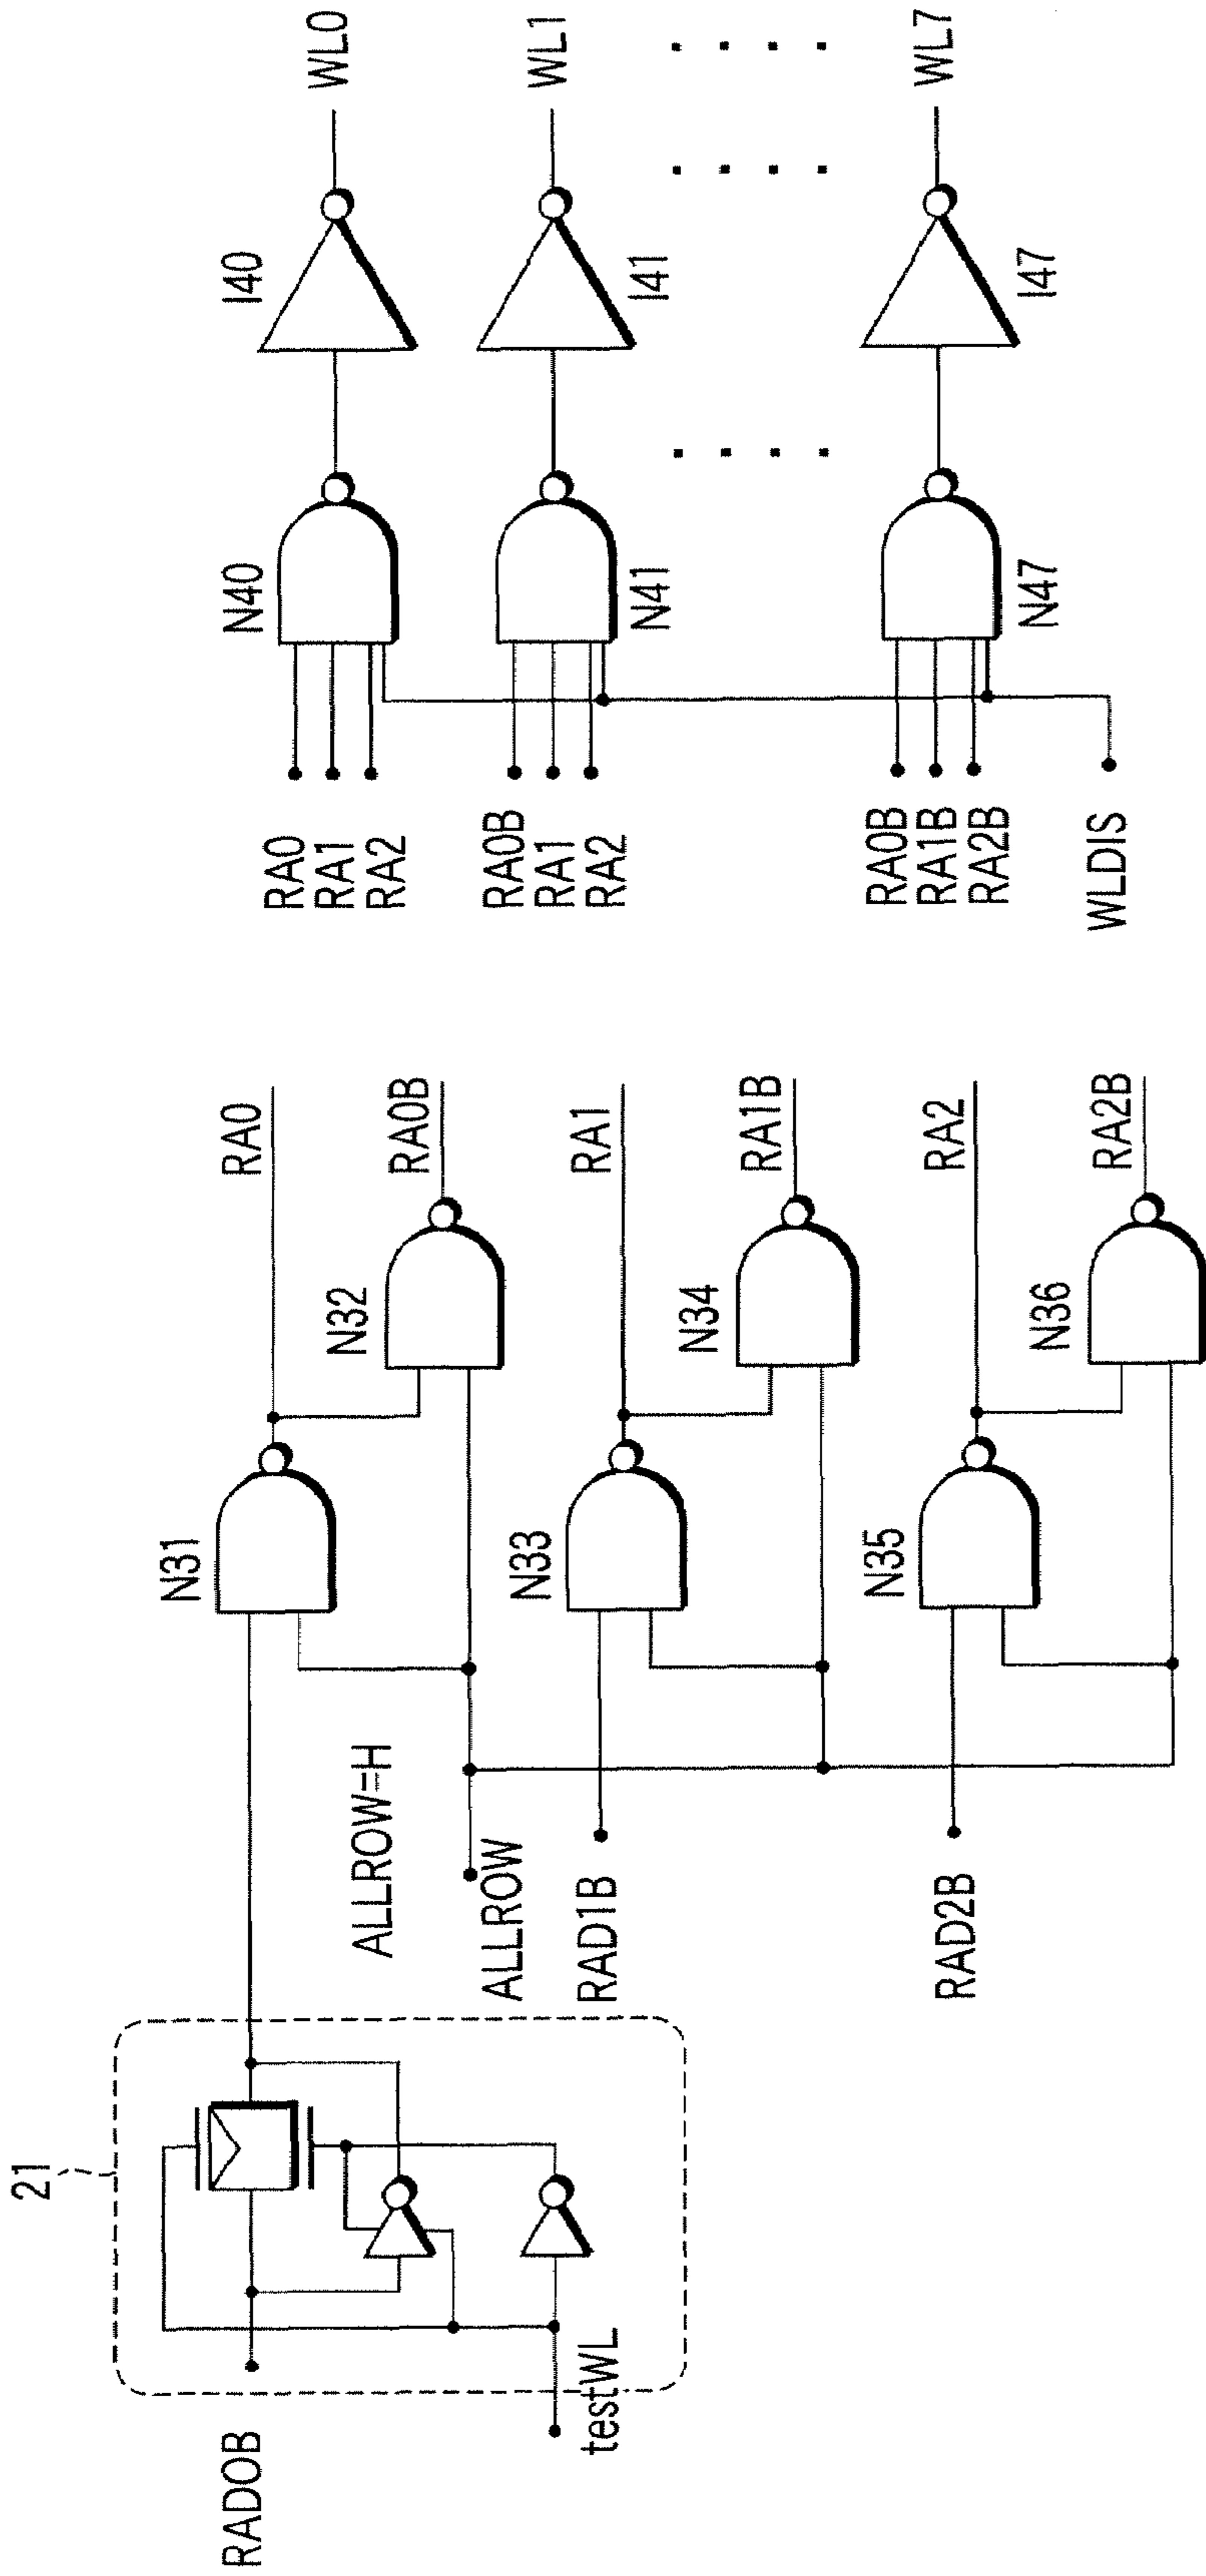 21
RADOB
testWL
ALLROW=H
ALLROW
RAD1B
RAD2B
N31
N32
N33
N34
N35
N36
RA0
RA0B
RA1
RA1B
RA2
RA2B
RA0
RA1
RA2
RA0B
RA1
RA2
RA0B
RA1B
RA2B
WLDIS
N40
N41
N47
I40
I41
I47
WL0
WL1
WL7